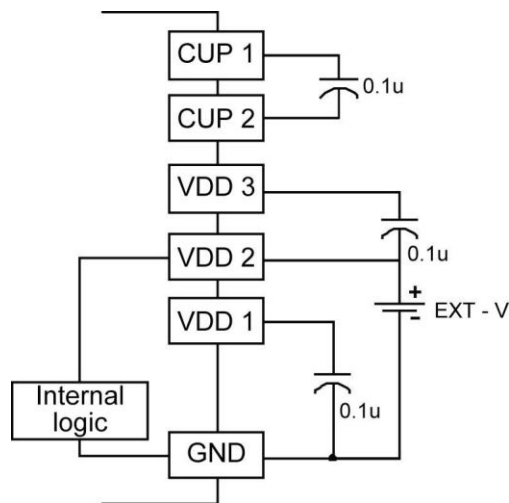 CUP 1
0.1u
CUP 2
VDD 3
0.1u
VDD 2
+
EXT - V
-
VDD 1
0.1u
Internal
logic
GND